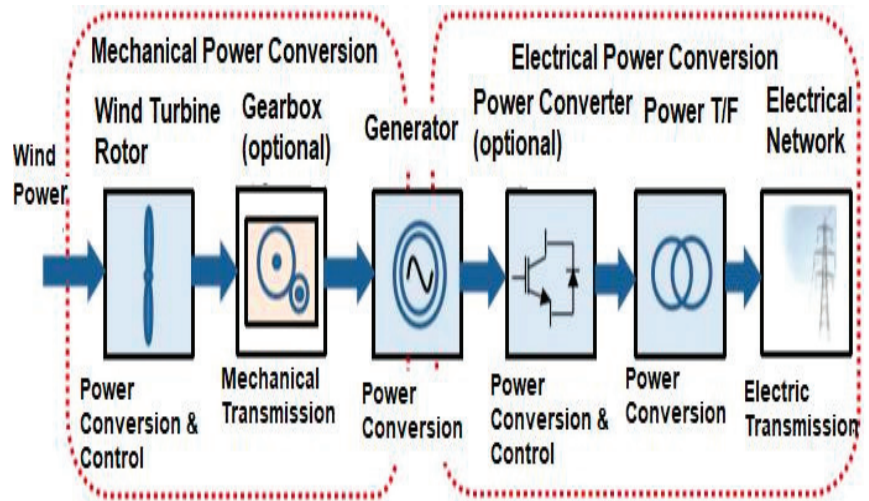 Mechanical Power Conversion
Electrical Power Conversion
Wind Turbine
Rotor
Gearbox
(optional)
Generator
Power Converter
(optional)
Power T/F
Electrical
Network
Wind
Power
Power
Conversion &
Control
Mechanical
Transmission
Power
Conversion
Power
Conversion &
Control
Power
Conversion
Electric
Transmission